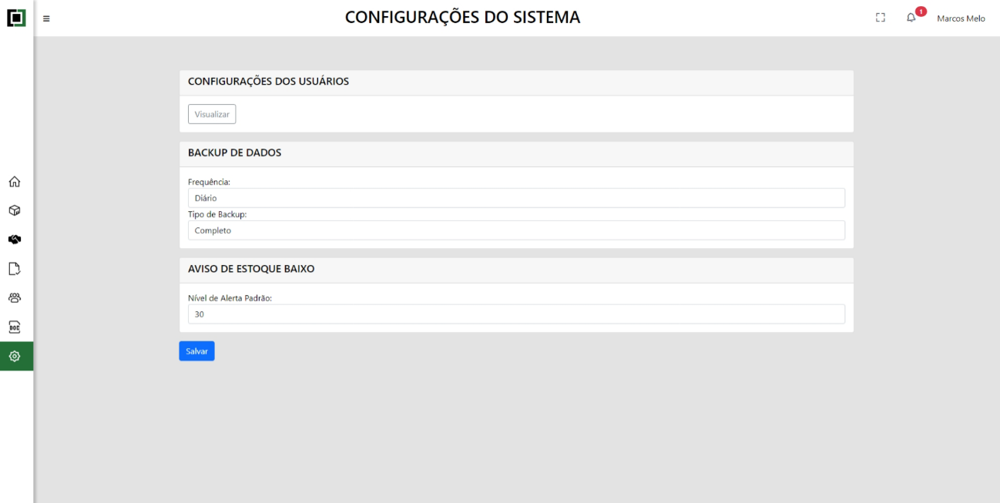 CONFIGURAÇÕES DO SISTEMA
1
Marcos Melo
CONFIGURAÇÕES DOS USUÁRIOS
Visualizar
BACKUP DE DADOS
Frequência:
Diário
Tipo de Backup:
Completo
AVISO DE ESTOQUE BAIXO
Nível de Alerta Padrão:
30
DOC
Salvar